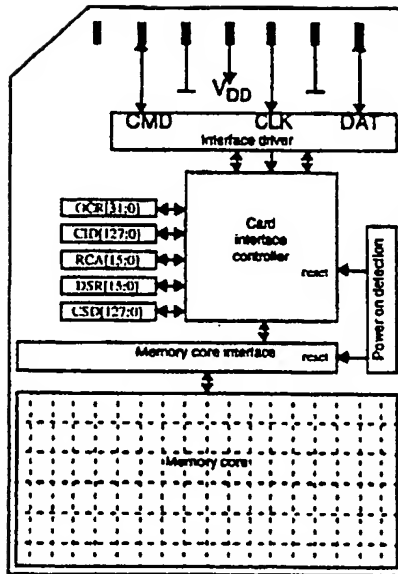 VDD
CMD CLK DAT
Interface driver
OCR[31:0]
CID[127:0]
RCA[15:0]
DSR[15:0]
CSD[127:0]
Card
interface
controller
reset
Power on detection
Memory core interface reset
Memory core